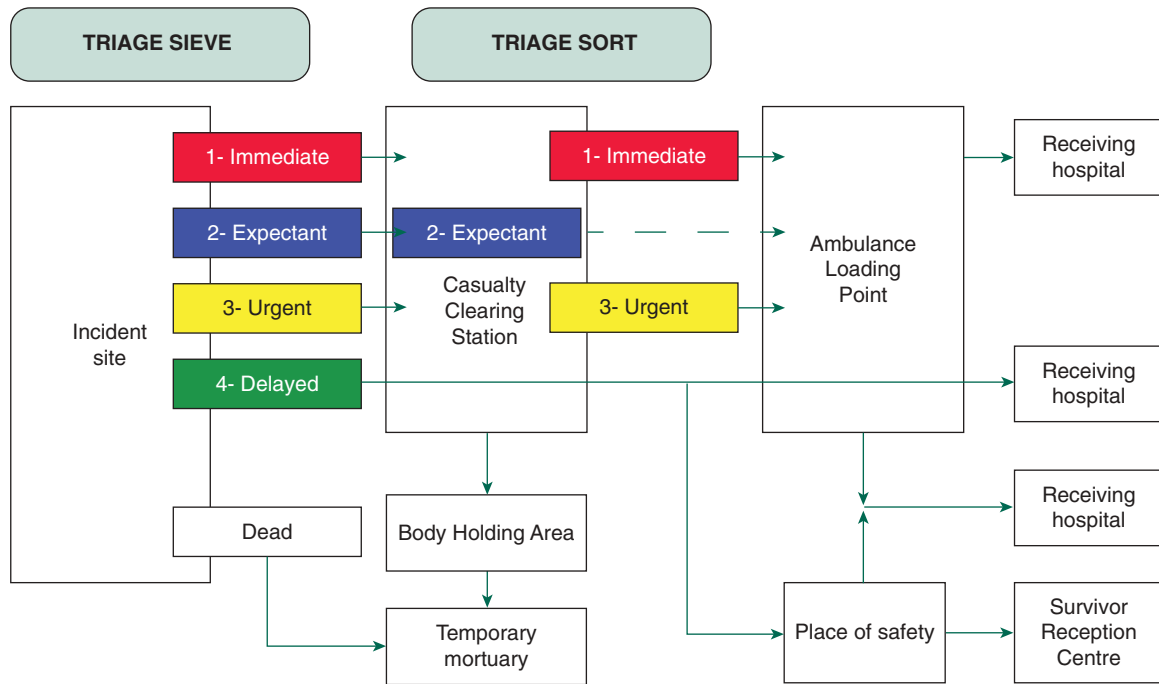 TRIAGE SIEVE
TRIAGE SORT
1- Immediate
2- Expectant
3- Urgent
4- Delayed
Incident
site
Dead
1- Immediate
2- Expectant
Casualty
Clearing
Station
3- Urgent
Body Holding Area
Temporary
mortuary
Ambulance
Loading
Point
Place of safety
Receiving
hospital
Receiving
hospital
Receiving
hospital
Survivor
Reception
Centre